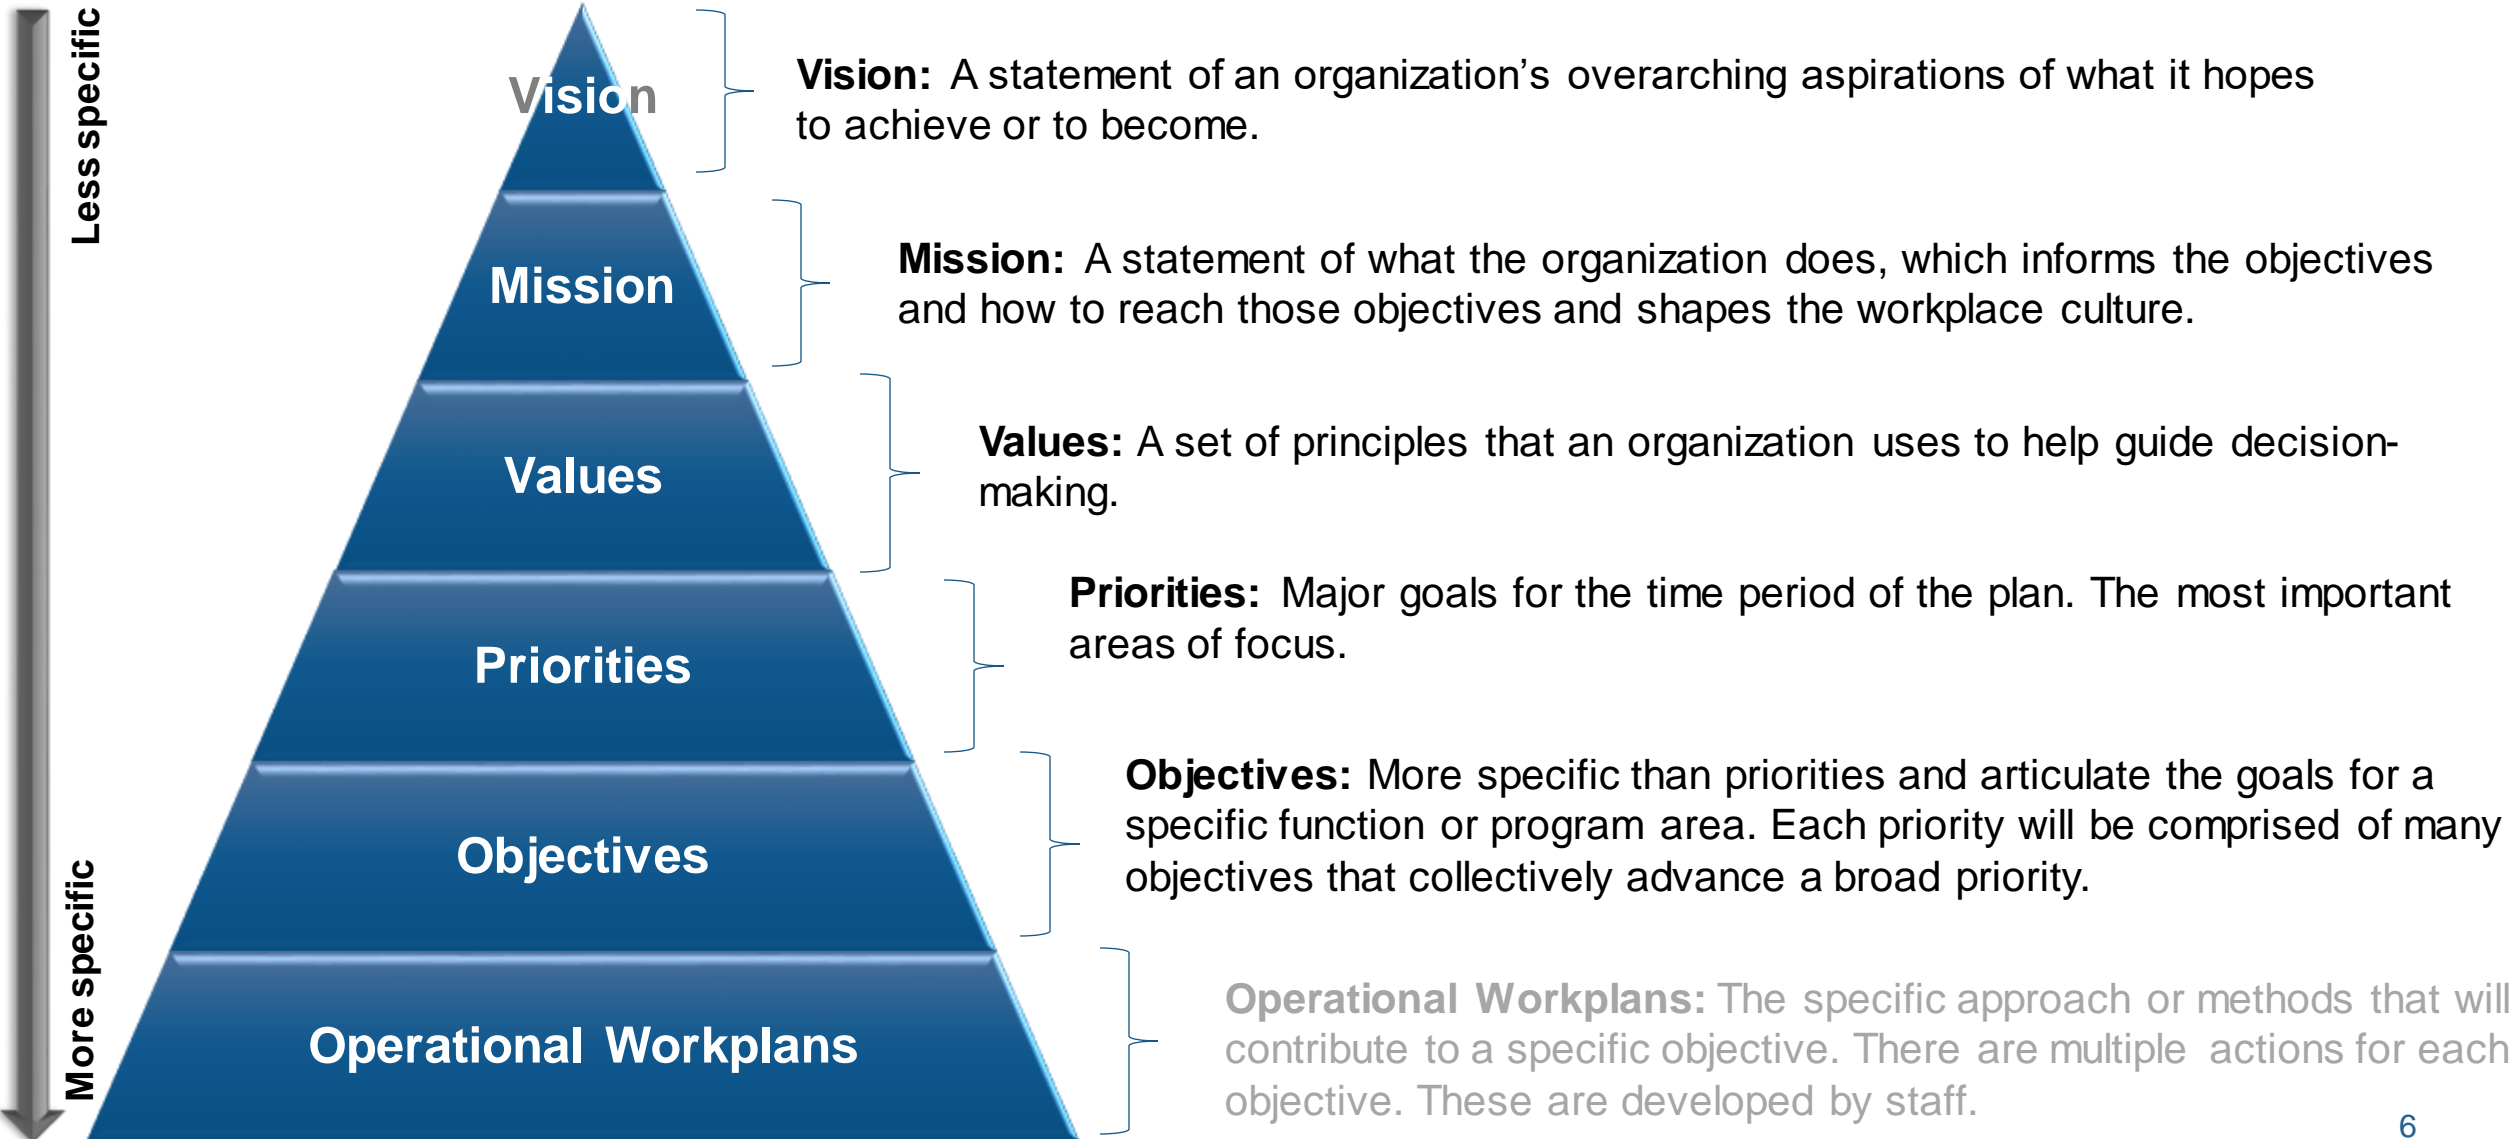 Less specific
More specific
Vision
Mission
Values
Priorities
Objectives
Operational Workplans
Vision: A statement of an organization’s overarching aspirations of what it hopes
to achieve or to become.
Mission: A statement of what the organization does, which informs the objectives
and how to reach those objectives and shapes the workplace culture.
Values: A set of principles that an organization uses to help guide decision-
making.
Priorities: Major goals for the time period of the plan. The most important
areas of focus.
Objectives: More specific than priorities and articulate the goals for a
specific function or program area. Each priority will be comprised of many
objectives that collectively advance a broad priority.
Operational Workplans: The specific approach or methods that will
contribute to a specific objective. There are multiple actions for each
objective. These are developed by staff.
6